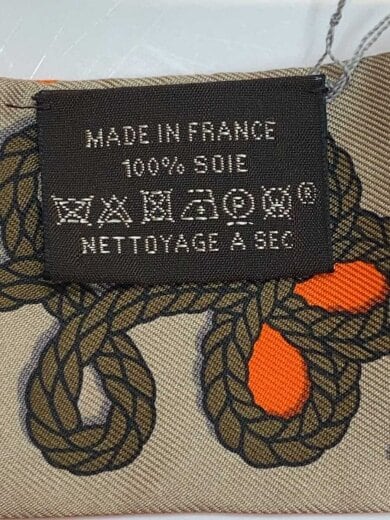 MADE IN FRANCE
100% SOIE
P W ®
NETTOYAGE A SEC